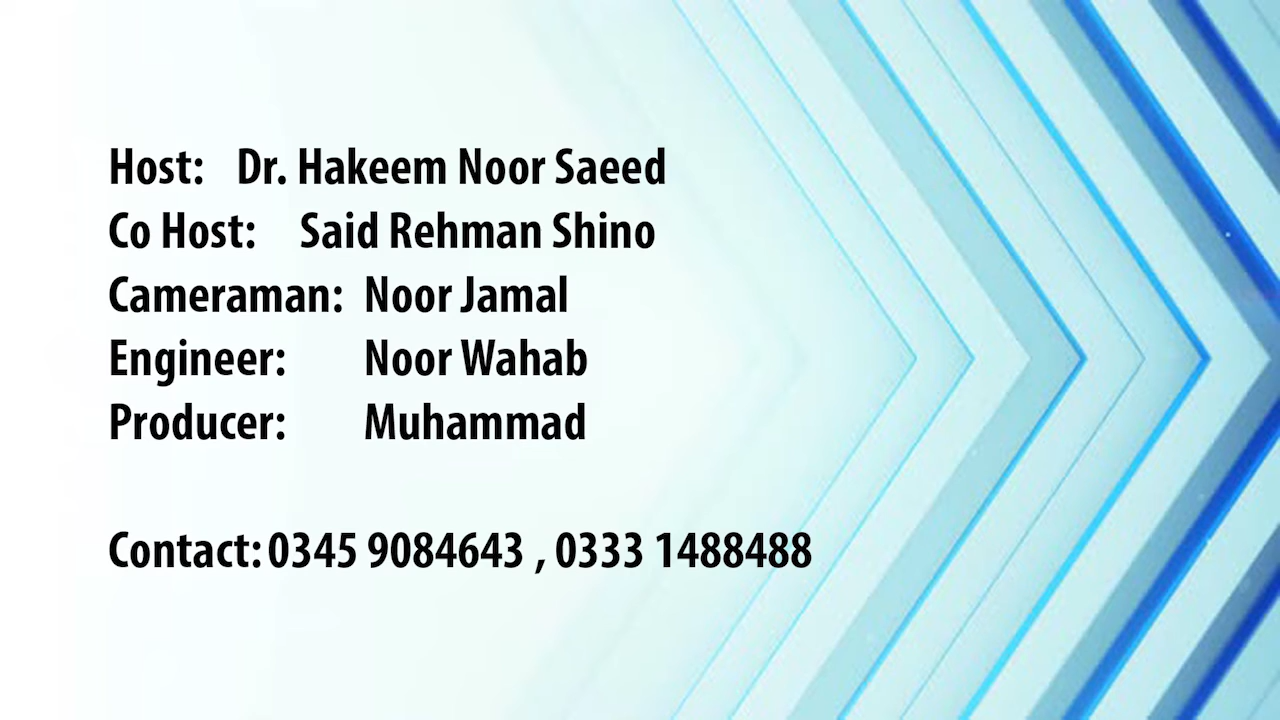 Host: Dr. Hakeem Noor Saeed
Co Host: Said Rehman Shino
Cameraman: Noor Jamal
Engineer: Noor Wahab
Producer: Muhammad
Contact: 0345 9084643 , 0333 1488488